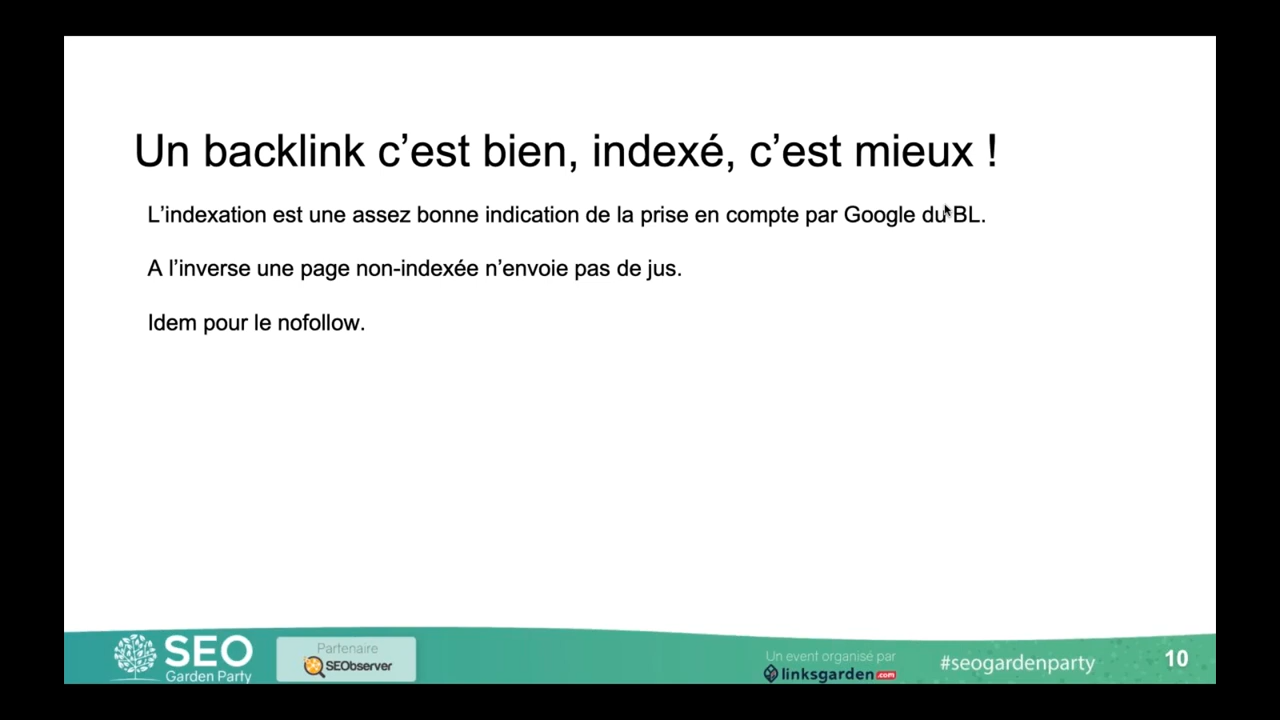 Un backlink c’est bien, indexé, c’est mieux !
L’indexation est une assez bonne indication de la prise en compte par Google du BL.
A l’inverse une page non-indexée n’envoie pas de jus.
Idem pour le nofollow.
SEO
Garden Party
Partenaire
SEObserver
Un event organisé par
linksgarden.com
#seogardenparty
10